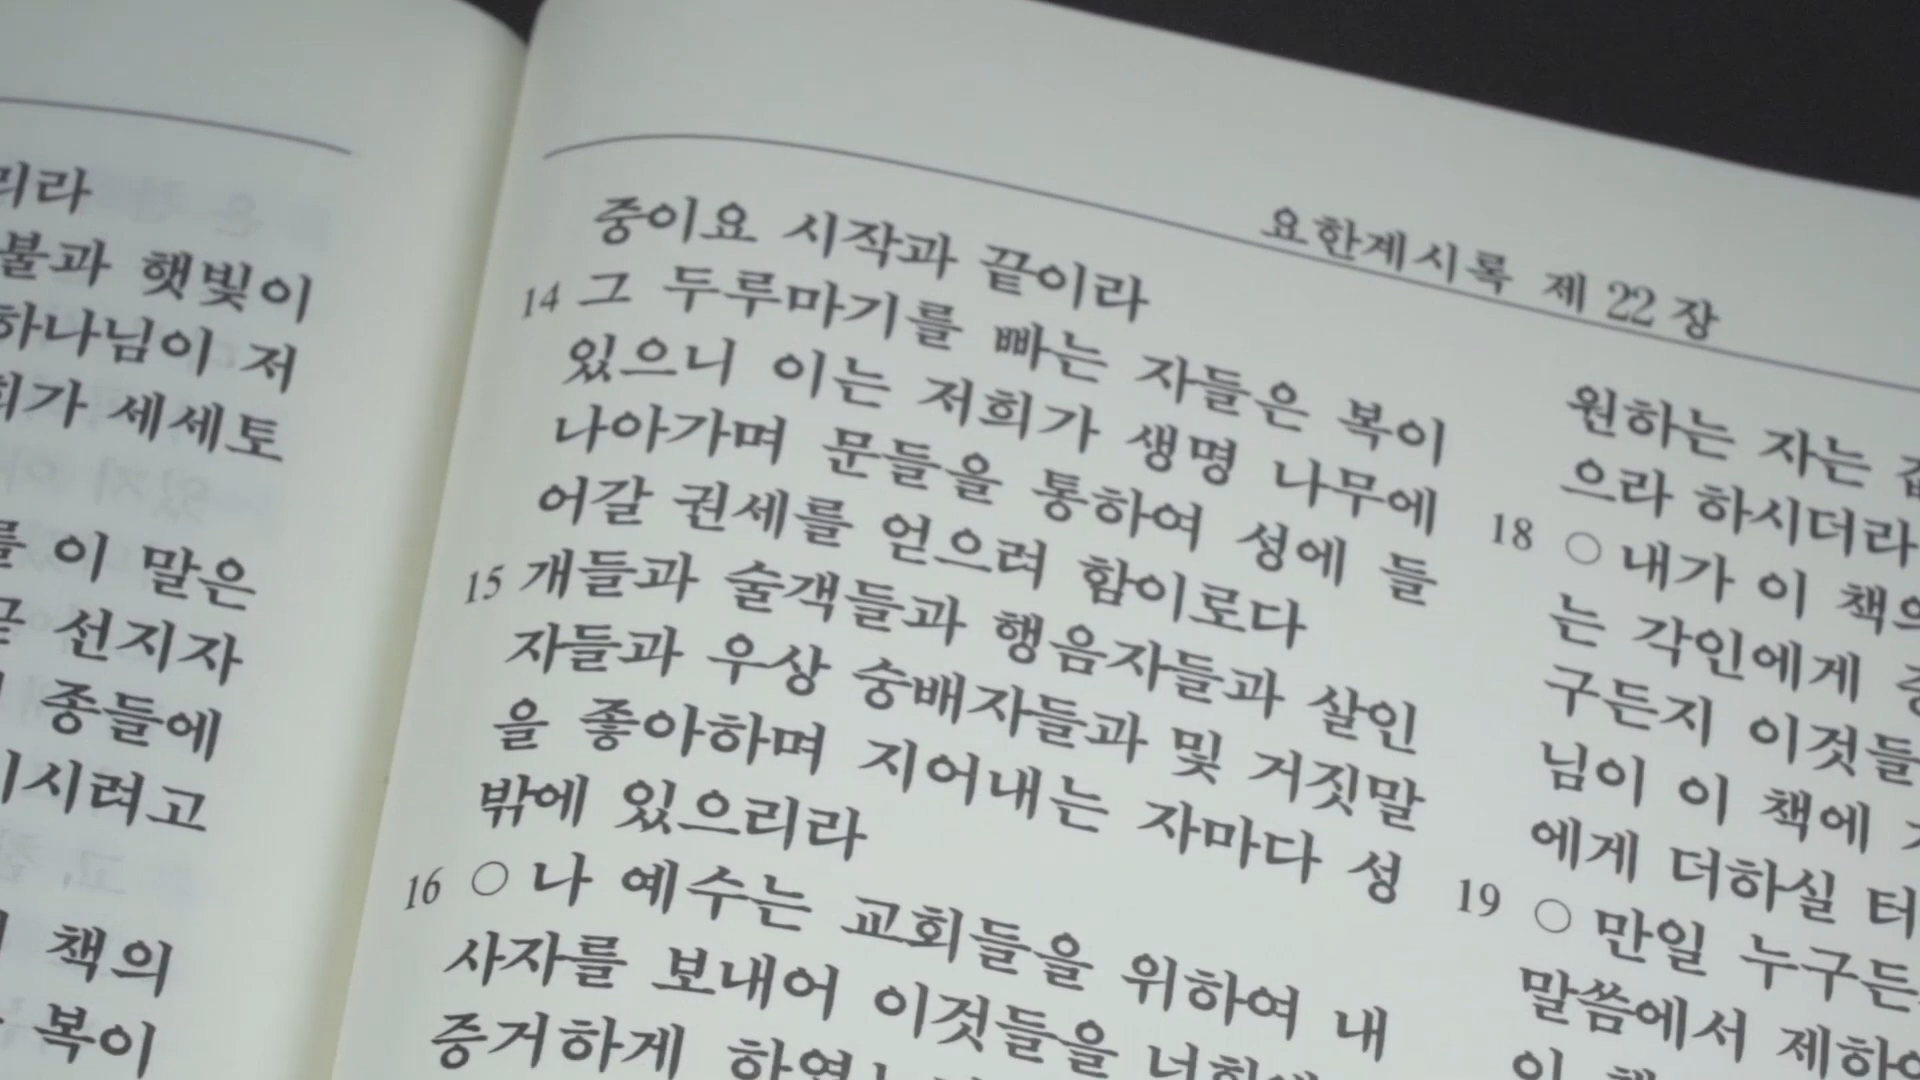 리라
불과 햇빛이
하나님이 저
희가 세세토
를 이 말은
선지자
종들에
시려고
책의
복이
요한계시록 제 22 장
중이요 시작과 끝이라
14 그 두루마기를 빠는 자들은 복이
있으니 이는 저희가 생명 나무에
나아가며 문들을 통하여 성에 들
어갈 권세를 얻으려 함이로다
15 개들과 술객들과 행음자들과 살인
자들과 우상 숭배자들과 및 거짓말
을 좋아하며 지어내는 자마다 성
밖에 있으리라
16 ○ 나 예수는 교회들을 위하여 내
사자를 보내어 이것들을 너희에
증거하게
원하는 자는
으라 하시더라
18 ○ 내가 이 책의
는 각인에게
구든지 이것들
님이 이 책에
에게 더하실 터
19 ○ 만일 누구든
말씀에서 제하여
이